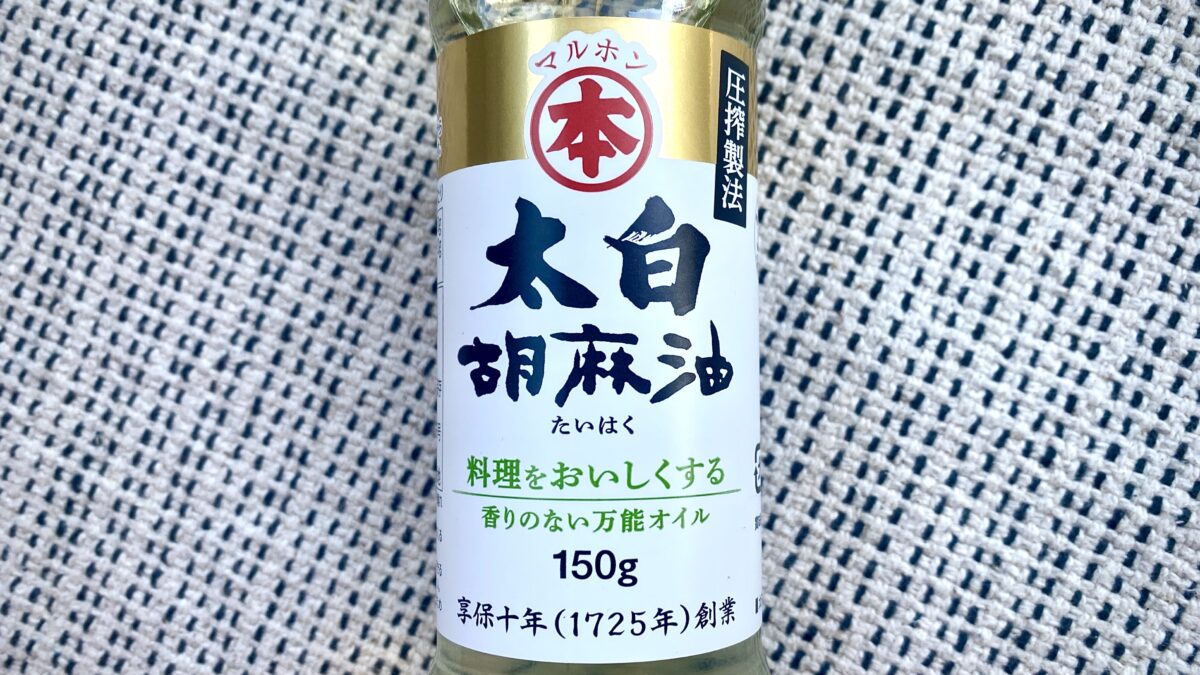 マルホン
本
圧搾製法
太白
胡麻油
たいはく
料理をおいしくする
香りのない万能オイル
150g
享保十年(1725年)創業